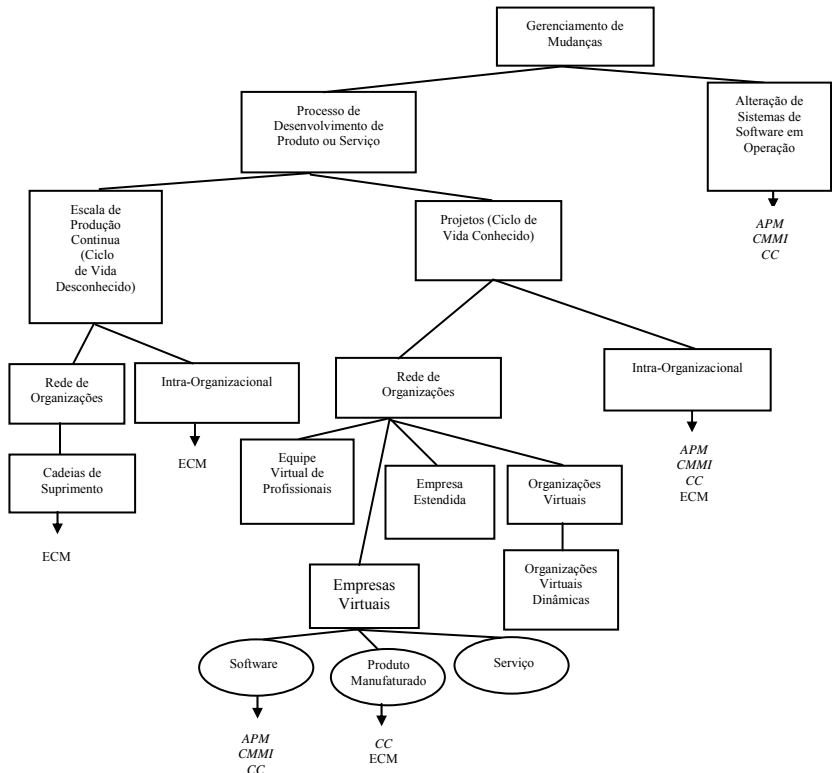 Gerenciamento de
Mudanças
Processo de
Desenvolvimento de
Produto ou Serviço
Alteração de
Sistemas de
Software em
Operação
APM
CMMI
CC
Escala de
Produção
Continua
(Ciclo
de Vida
Desconhecido)
Projetos (Ciclo de
Vida Conhecido)
Rede de
Organizações
Intra-Organizacional
ECM
Cadeias de
Suprimento
ECM
Rede de
Organizações
Intra-Organizacional
APM
CMMI
CC
ECM
Equipe
Virtual de
Profissionais
Empresa
Estendida
Organizações
Virtuais
Organizações
Virtuais
Dinâmicas
Empresas
Virtuais
Software
Produto
Manufaturado
Serviço
APM
CMMI
CC
CC
ECM